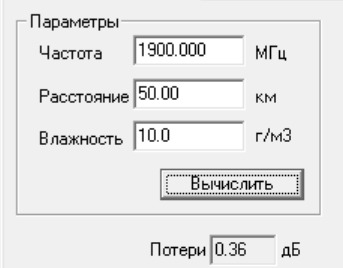 Параметры
Частота 1900.000 МГц
Расстояние 50.00 км
Влажность 10.0 г/м3
Вычислить
Потери 0.36 дБ